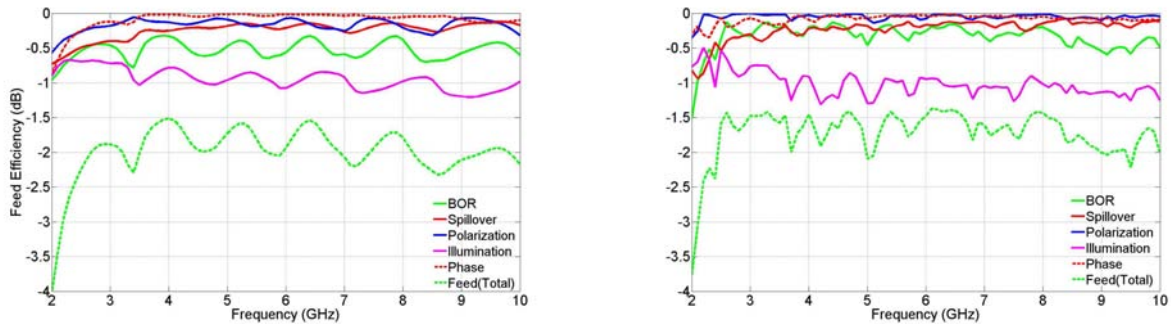 Feed Efficiency (dB)
0
-0.5
-1
-1.5
-2
-2.5
-3
-3.5
-4
2 3 4 5 6 7 8 9 10
Frequency (GHz)
BOR
Spillover
Polarization
Illumination
Phase
Feed(Total)
0
-0.5
-1
-1.5
-2
-2.5
-3
-3.5
-4
2 3 4 5 6 7 8 9 10
Frequency (GHz)
BOR
Spillover
Polarization
Illumination
Phase
Feed(Total)